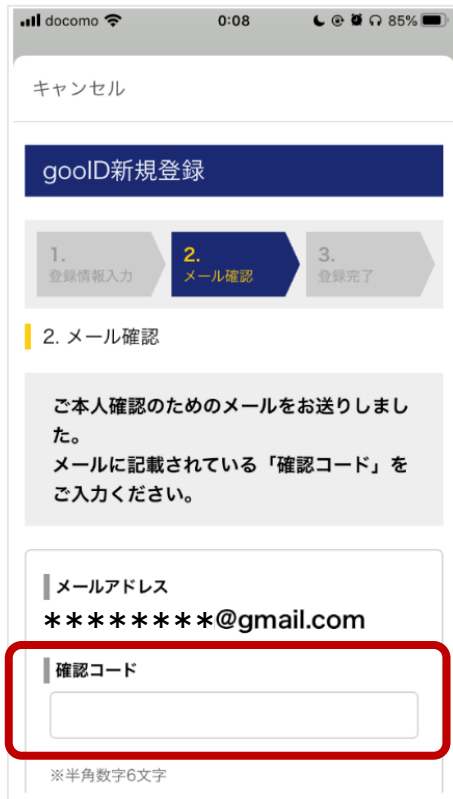 docomo 0:08 85%
キャンセル
gooID新規登録
1. 2. 3.
登録情報入力 メール確認 登録完了
2. メール確認
ご本人確認のためのメールをお送りしまし
た。
メールに記載されている「確認コード」を
ご入力ください。
メールアドレス
********@gmail.com
確認コード
※半角数字6文字